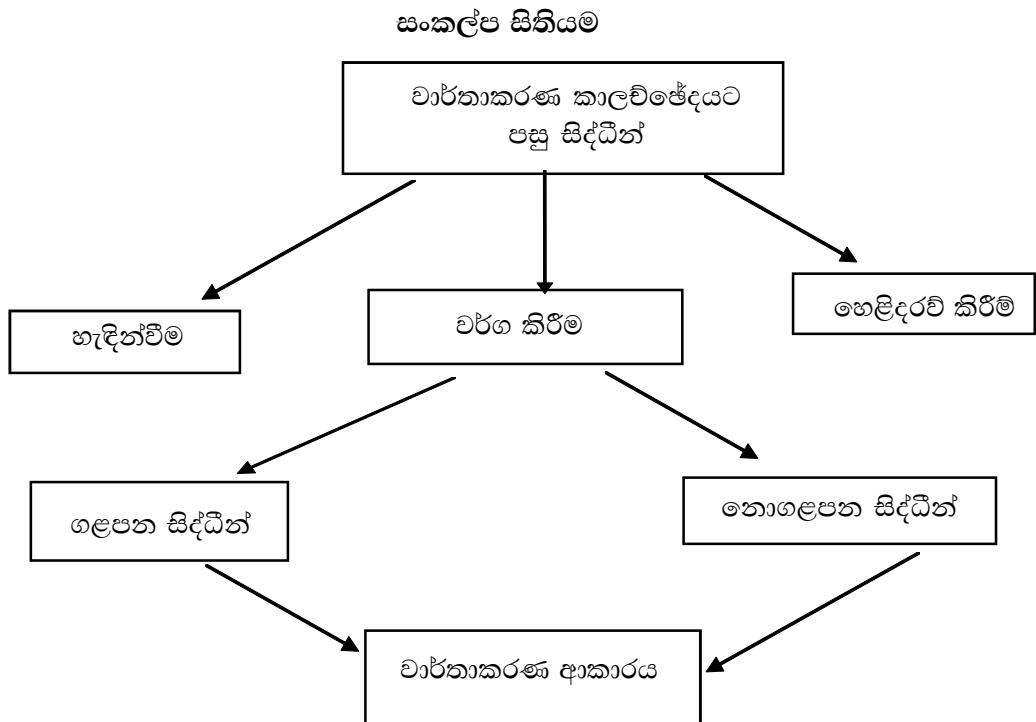 සංකල්ප සිතියම
වාර්තාකරණ කාලච්ඡේදයට
පසු සිද්ධීන්
හැඳින්වීම
වර්ග කිරීම
හෙළිදරව් කිරීම්
ගළපන සිද්ධීන්
නොගළපන සිද්ධීන්
වාර්තාකරණ ආකාරය